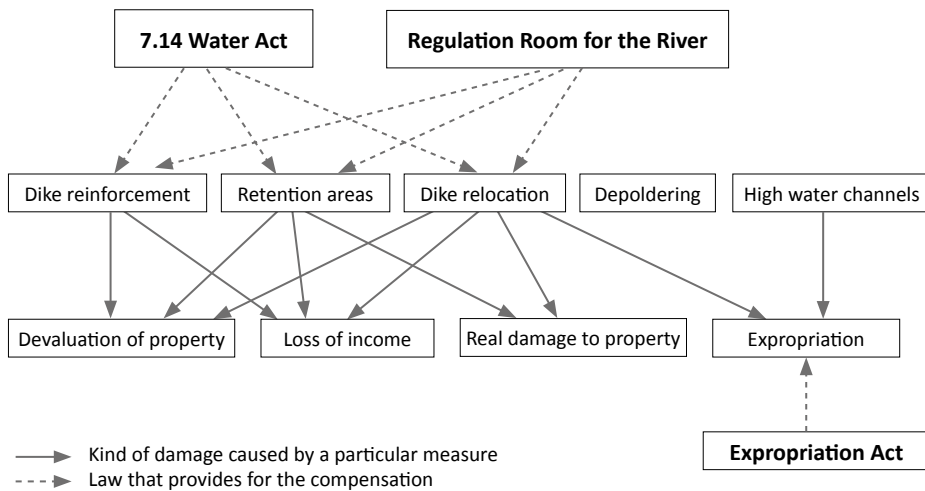 7.14 Water Act
Regulation Room for the River
Dike reinforcement
Retention areas
Dike relocation
Depoldering
High water channels
Devaluation of property
Loss of income
Real damage to property
Expropriation
Expropriation Act
Kind of damage caused by a particular measure
Law that provides for the compensation